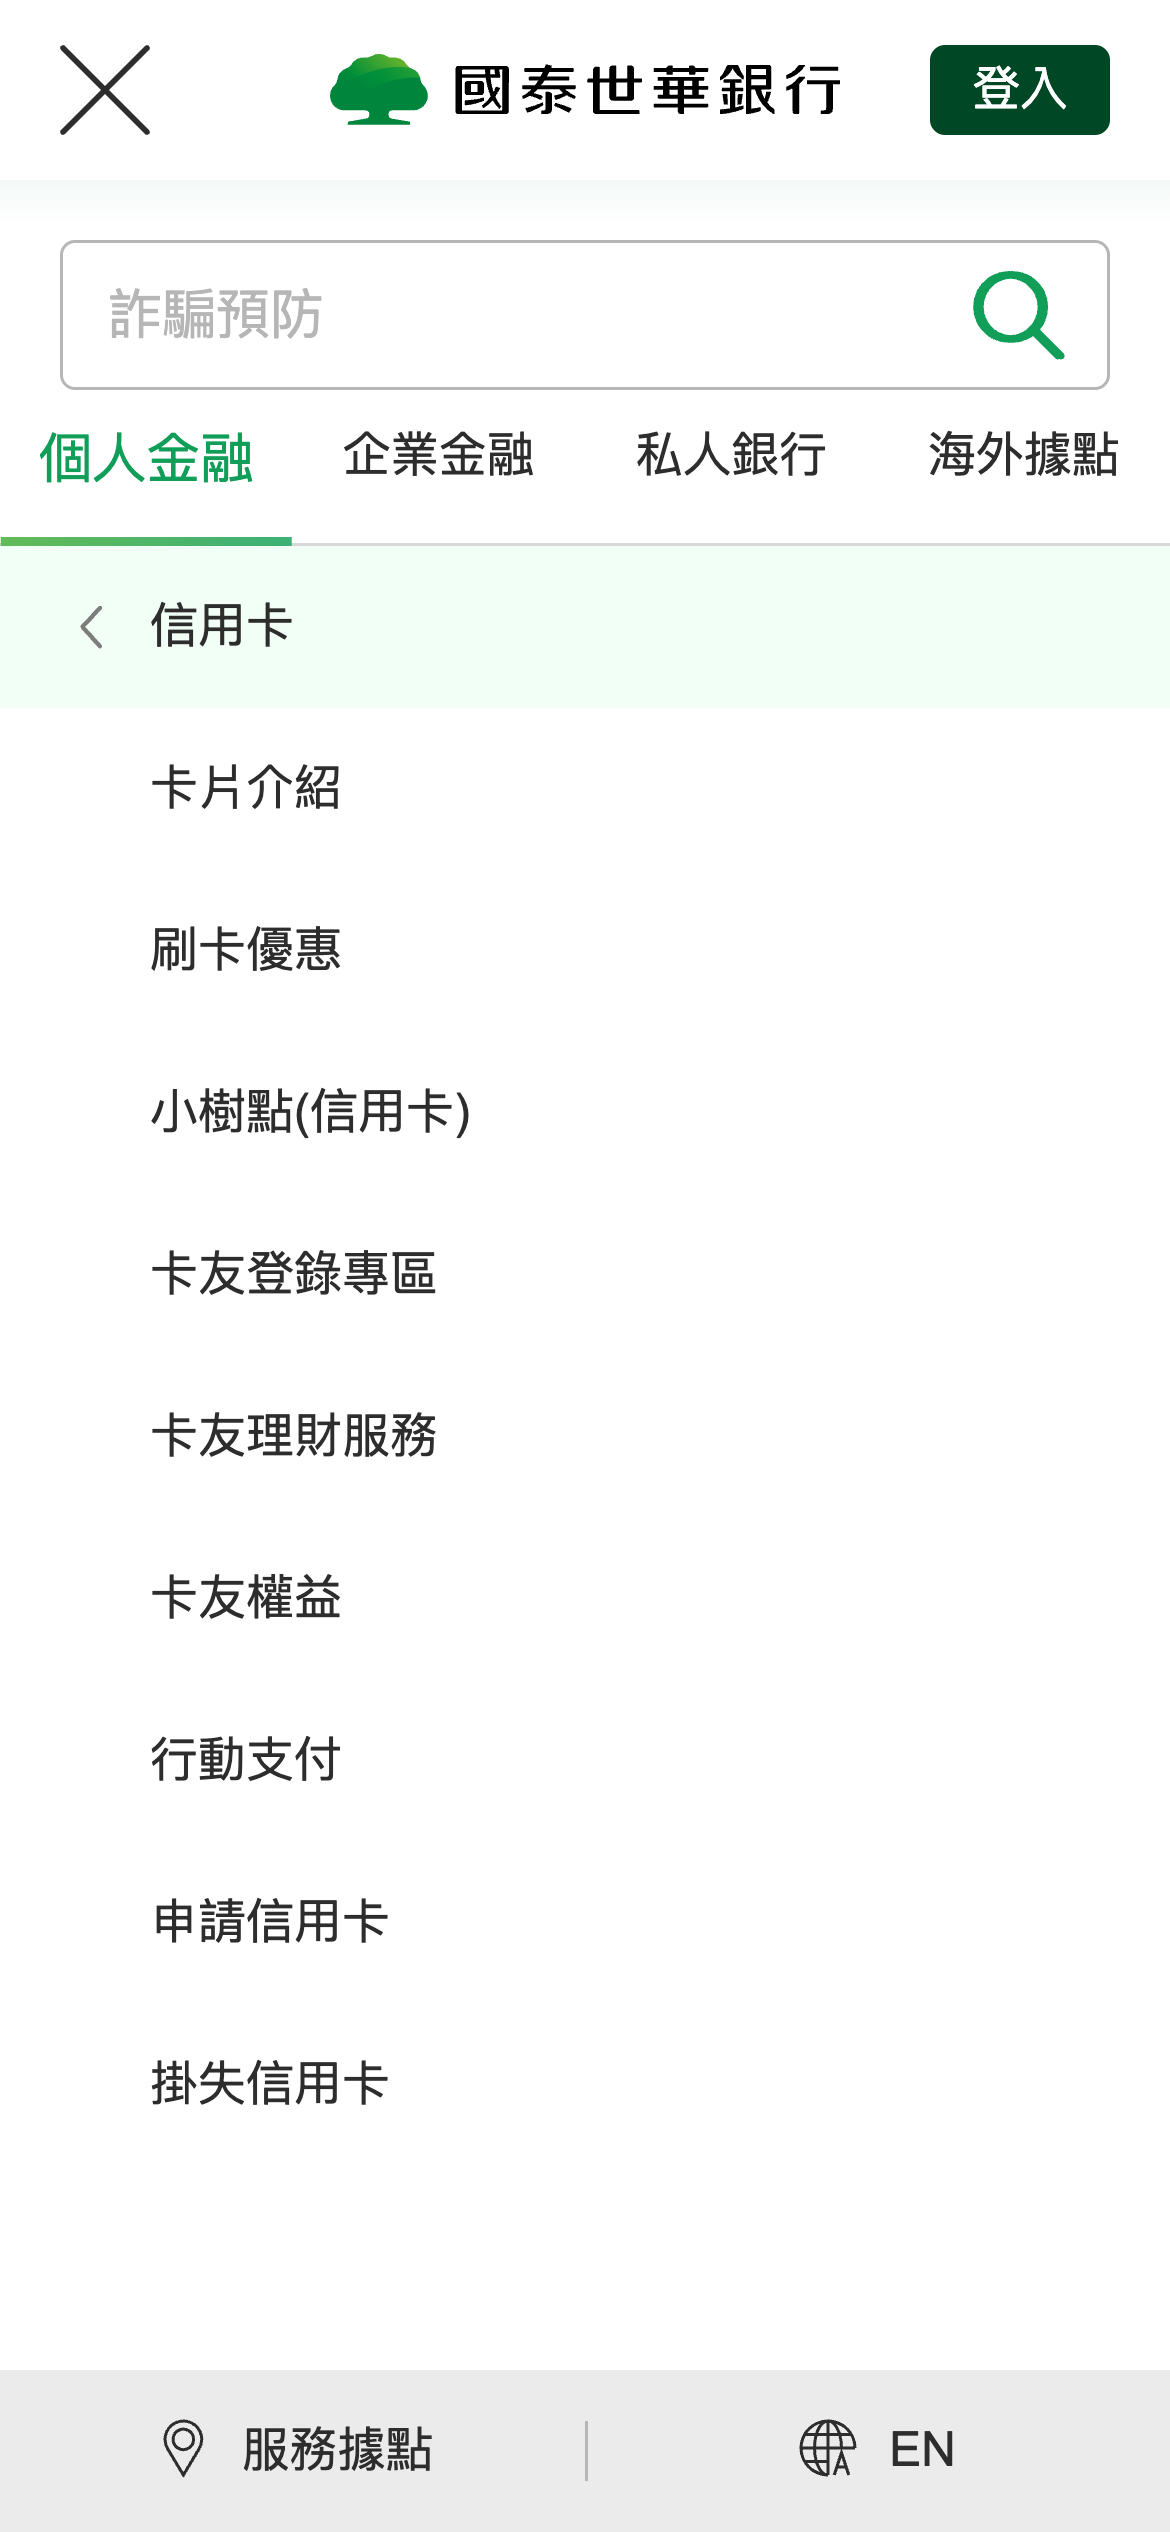 國泰世華銀行
登入
詐騙預防
個人金融 企業金融 私人銀行 海外據點
信用卡
卡片介紹
刷卡優惠
小樹點(信用卡)
卡友登錄專區
卡友理財服務
卡友權益
行動支付
申請信用卡
掛失信用卡
服務據點
EN